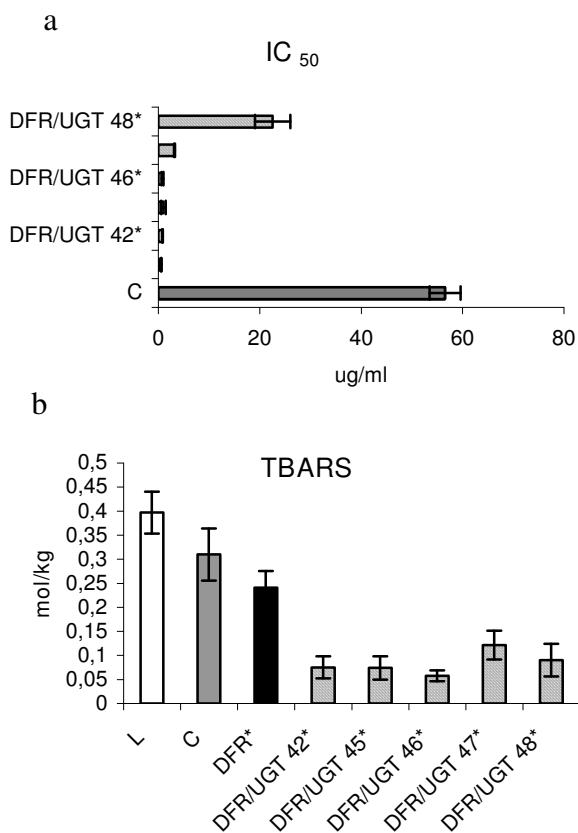 a
IC 50
DFR/UGT 48*
DFR/UGT 46*
DFR/UGT 42*
C
0 20 40 60 80
ug/ml
b
TBARS
0,5
0,45
0,4
0,35
0,3
0,25
0,2
0,15
0,1
0,05
0
mol/kg
L
C
DFR*
DFR/UGT 42*
DFR/UGT 45*
DFR/UGT 46*
DFR/UGT 47*
DFR/UGT 48*